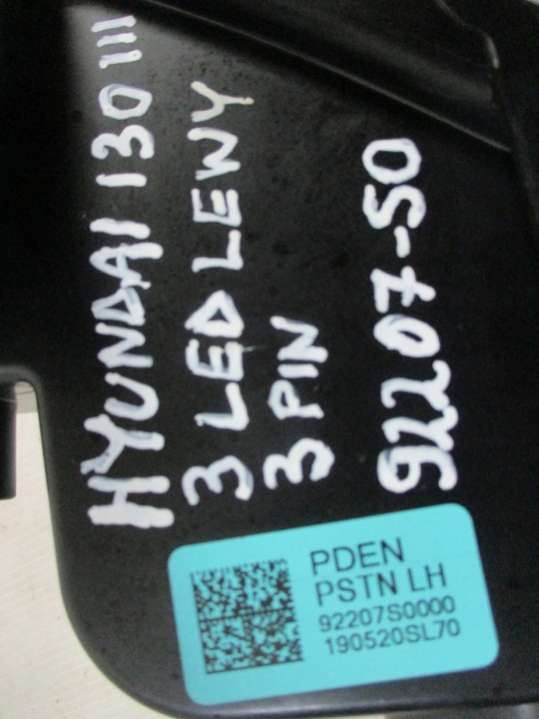 HYUNDAI I30 III
3 LED LEWY
3 PIN
92207-S0
PDEN
PSTN LH
92207S0000
190520SL70